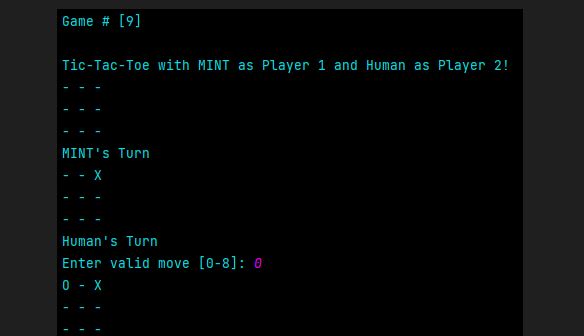 Game # [9]
Tic-Tac-Toe with MINT as Player 1 and Human as Player 2!
- - -
- - -
- - -
MINT's Turn
- - X
- - -
- - -
Human's Turn
Enter valid move [0-8]: 0
O - X
- - -
- - -